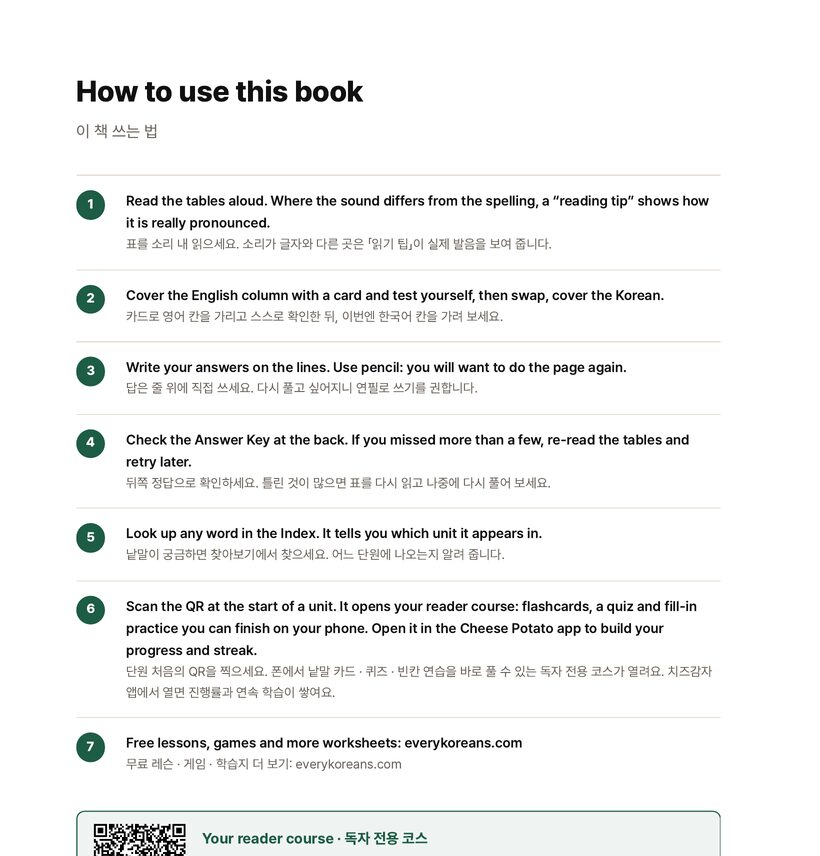 How to use this book
이 책 쓰는 법
1
Read the tables aloud. Where the sound differs from the spelling, a “reading tip” shows how
it is really pronounced.
표를 소리 내 읽으세요. 소리가 글자와 다른 곳은 「읽기 팁」이 실제 발음을 보여 줍니다.
2
Cover the English column with a card and test yourself, then swap, cover the Korean.
카드로 영어 칸을 가리고 스스로 확인한 뒤, 이번엔 한국어 칸을 가려 보세요.
3
Write your answers on the lines. Use pencil: you will want to do the page again.
답은 줄 위에 직접 쓰세요. 다시 풀고 싶어지니 연필로 쓰기를 권합니다.
4
Check the Answer Key at the back. If you missed more than a few, re-read the tables and
retry later.
뒤쪽 정답으로 확인하세요. 틀린 것이 많으면 표를 다시 읽고 나중에 다시 풀어 보세요.
5
Look up any word in the Index. It tells you which unit it appears in.
낱말이 궁금하면 찾아보기에서 찾으세요. 어느 단원에 나오는지 알려 줍니다.
6
Scan the QR at the start of a unit. It opens your reader course: flashcards, a quiz and fill-in
practice you can finish on your phone. Open it in the Cheese Potato app to build your
progress and streak.
단원 처음의 QR을 찍으세요. 폰에서 낱말 카드 · 퀴즈 · 빈칸 연습을 바로 풀 수 있는 독자 전용 코스가 열려요. 치즈감자
앱에서 열면 진행률과 연속 학습이 쌓여요.
7
Free lessons, games and more worksheets: everykoreans.com
무료 레슨 · 게임 · 학습지 더 보기: everykoreans.com
Your reader course · 독자 전용 코스